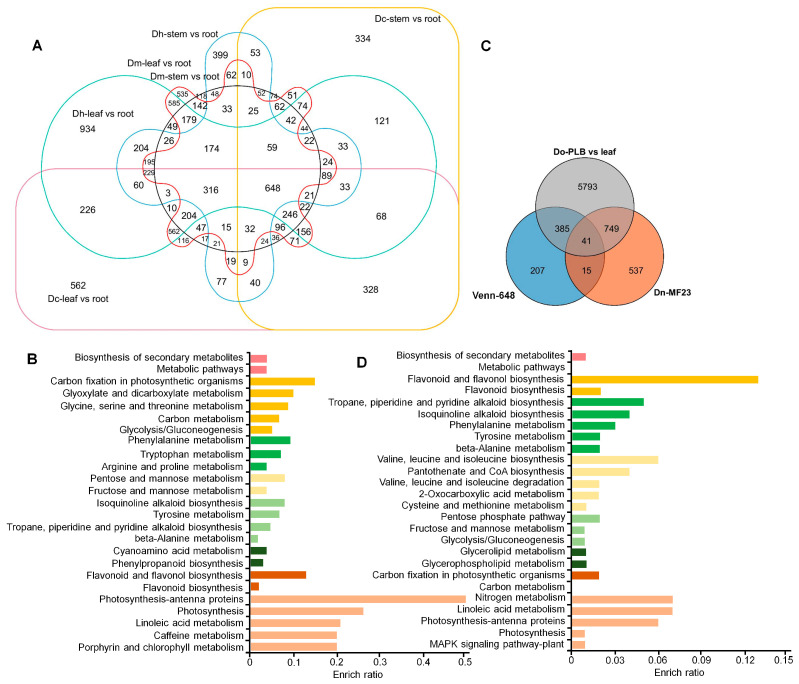 A
Dh-stem vs root
Dc-stem vs root
334
399
53
Dm-leaf vs root
Dm-stem vs root
62
10
535
118
48
52
74
51
585
142
33
25
62
74
Dh-leaf vs root
934
49
179
42
44
121
26
22
204
174
59
33
195
24
229
89
60
316
648
33
3
21
226
10
22
68
204
246
562
47
15
32
96
156
116
17
21
24
36
71
19
9
562
77
40
328
Dc-leaf vs root
C
Do-PLB vs leaf
5793
385
749
41
207
15
537
Venn-648
Dn-MF23
B
Biosynthesis of secondary metabolites
Metabolic pathways
Carbon fixation in photosynthetic organisms
Glyoxylate and dicarboxylate metabolism
Glycine, serine and threonine metabolism
Carbon metabolism
Glycolysis/Gluconeogenesis
Phenylalanine metabolism
Tryptophan metabolism
Arginine and proline metabolism
Pentose and mannose metabolism
Fructose and mannose metabolism
Isoquinoline alkaloid biosynthesis
Tyrosine metabolism
Tropane, piperidine and pyridine alkaloid biosynthesis
beta-Alanine metabolism
Cyanoamino acid metabolism
Phenylpropanoid biosynthesis
Flavonoid and flavonol biosynthesis
Flavonoid biosynthesis
Photosynthesis-antenna proteins
Photosynthesis
Linoleic acid metabolism
Caffeine metabolism
Porphyrin and chlorophyll metabolism
0 0.1 0.2 0.3 0.4 0.5
Enrich ratio
D
Biosynthesis of secondary metabolites
Metabolic pathways
Flavonoid and flavonol biosynthesis
Flavonoid biosynthesis
Tropane, piperidine and pyridine alkaloid biosynthesis
Isoquinoline alkaloid biosynthesis
Phenylalanine metabolism
Tyrosine metabolism
beta-Alanine metabolism
Valine, leucine and isoleucine biosynthesis
Pantothenate and CoA biosynthesis
Valine, leucine and isoleucine degradation
2-Oxocarboxylic acid metabolism
Cysteine and methionine metabolism
Pentose phosphate pathway
Fructose and mannose metabolism
Glycolysis/Gluconeogenesis
Glycerolipid metabolism
Glycerophospholipid metabolism
Carbon fixation in photosynthetic organisms
Carbon metabolism
Nitrogen metabolism
Linoleic acid metabolism
Photosynthesis-antenna proteins
Photosynthesis
MAPK signaling pathway-plant
0 0.03 0.06 0.09 0.12 0.15
Enrich ratio